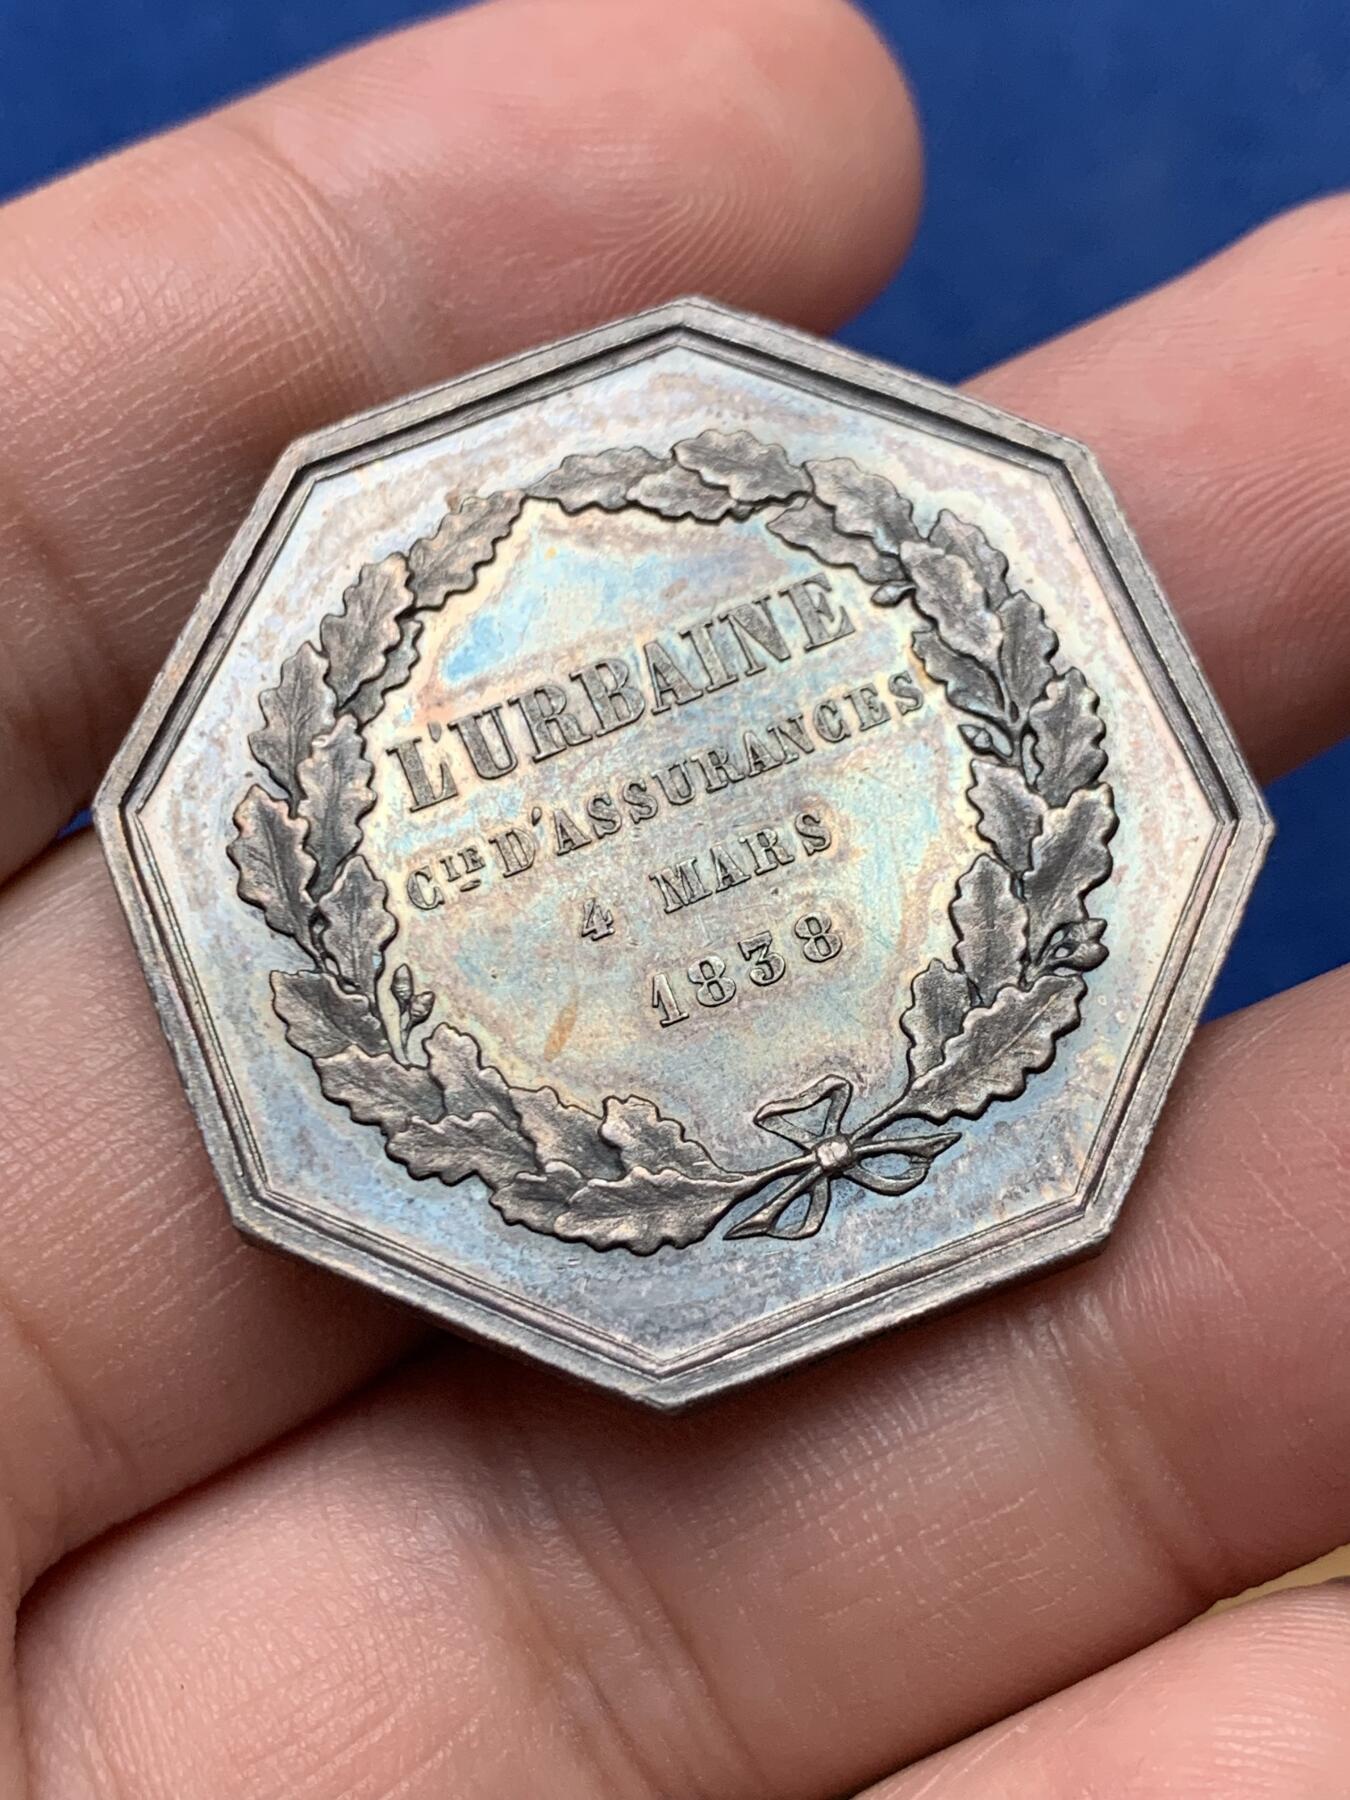 L'URBAINE
CIE D'ASSURANCES
4 MARS
1838